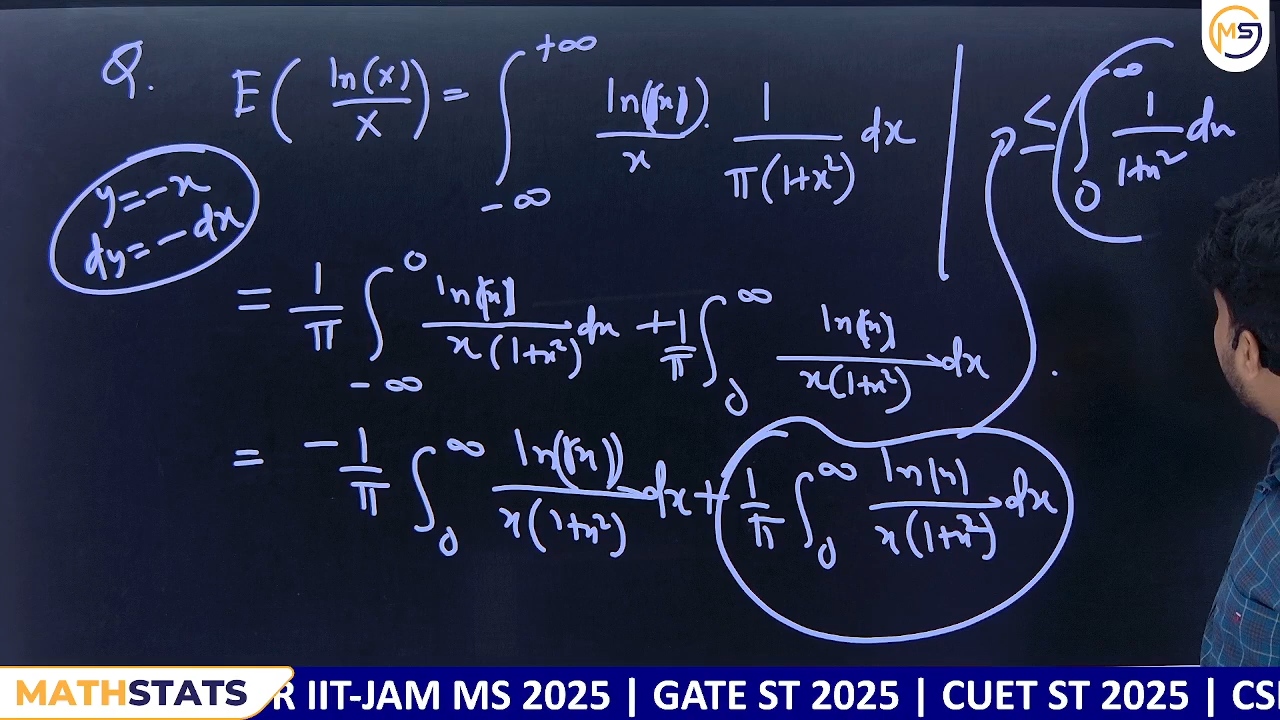 MS
Q. E( ln(x)/x ) = ∫_{-∞}^{+∞} ln(|x|)/x · 1/(π(1+x²)) dx
≤ ∫_0^∞ 1/(1+x²) dx
y = -x
dy = -dx
= 1/π ∫_{-∞}^0 ln|x|/(x(1+x²)) dx + 1/π ∫_0^∞ ln|x|/(x(1+x²)) dx
= -1/π ∫_0^∞ ln(|x|)/(x(1+x²)) dx + 1/π ∫_0^∞ ln|x|/(x(1+x²)) dx
MATHSTATS
R IIT-JAM MS 2025 | GATE ST 2025 | CUET ST 2025 | CSI